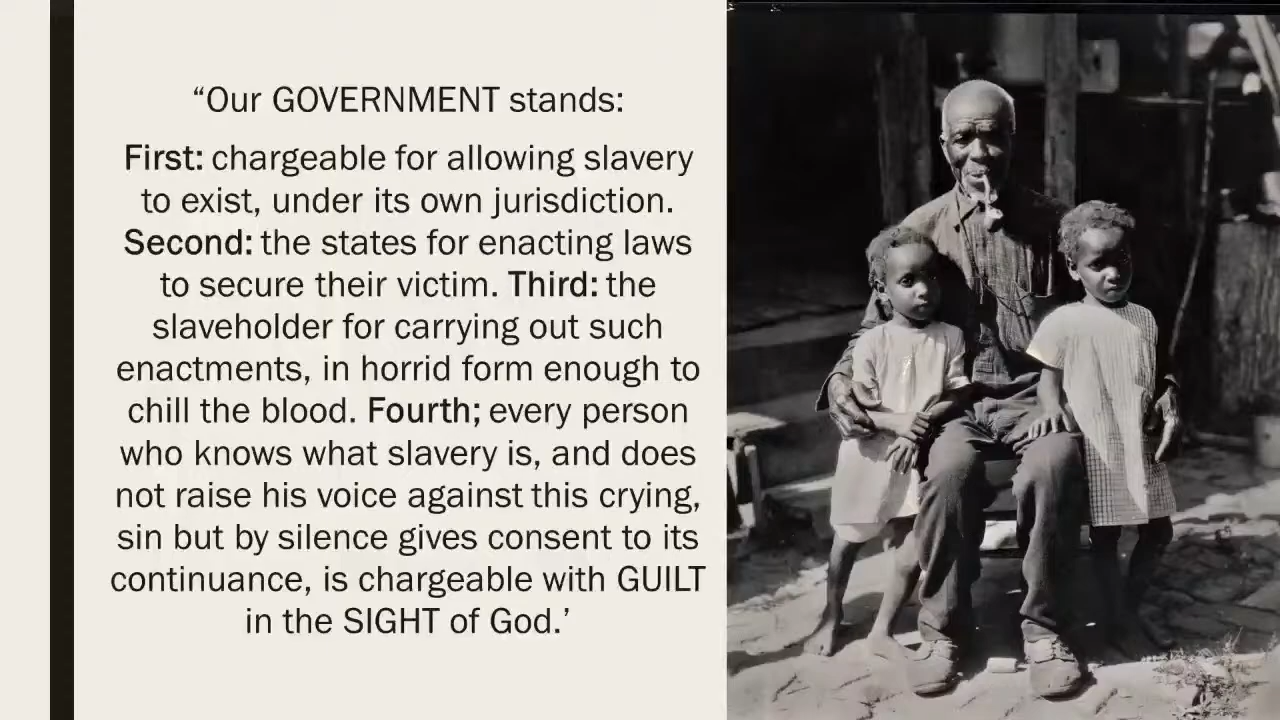 “Our GOVERNMENT stands:
First: chargeable for allowing slavery
to exist, under its own jurisdiction.
Second: the states for enacting laws
to secure their victim. Third: the
slaveholder for carrying out such
enactments, in horrid form enough to
chill the blood. Fourth; every person
who knows what slavery is, and does
not raise his voice against this crying,
sin but by silence gives consent to its
continuance, is chargeable with GUILT
in the SIGHT of God.’